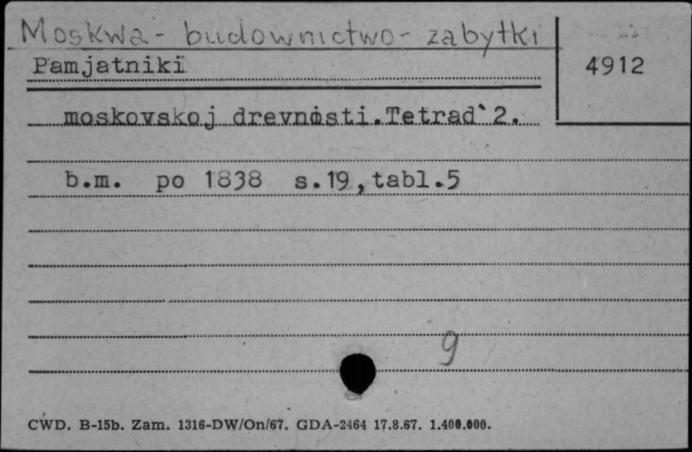 Moskwa - budownictwo - zabytki
Pamjatniki
4912
moskovskoj drevnosti.Tetrad`2.
b.m. po 1838 s.19,tabl.5
9
CWD. B-15b. Zam. 1316-DW/On/67. GDA-2464 17.8.67. 1.400.000.